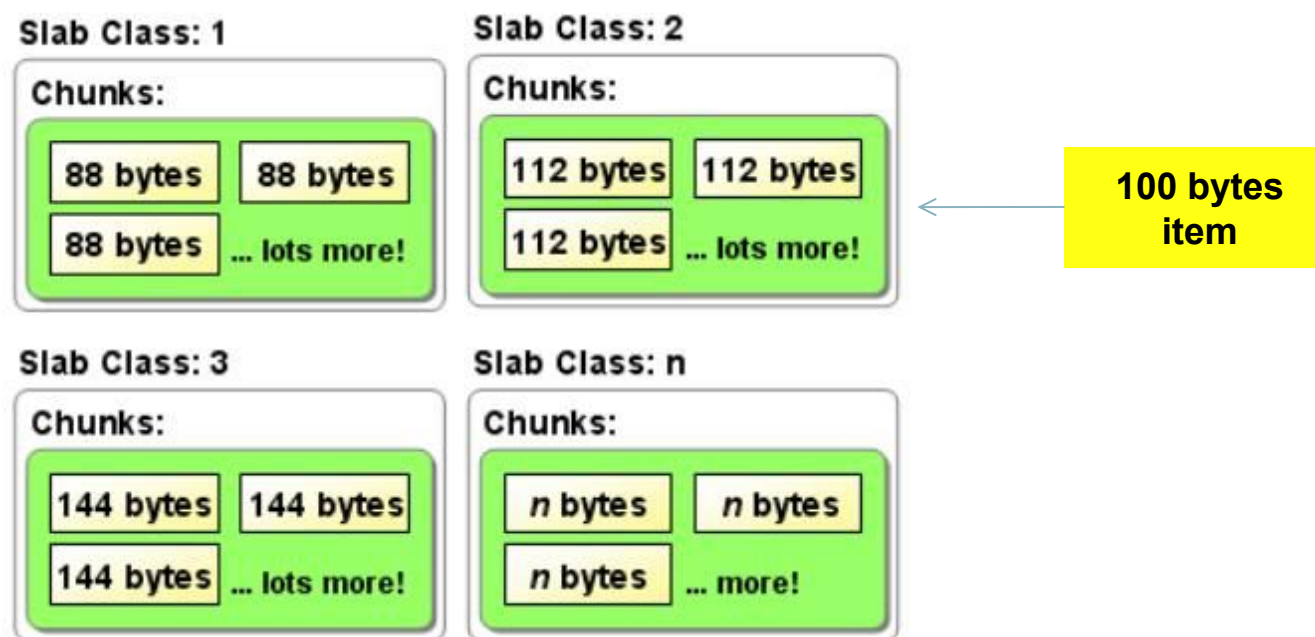 Slab Class: 1
Chunks:
88 bytes 88 bytes
88 bytes ... lots more!
Slab Class: 2
Chunks:
112 bytes 112 bytes
112 bytes ... lots more!
100 bytes
item
Slab Class: 3
Chunks:
144 bytes 144 bytes
144 bytes ... lots more!
Slab Class: n
Chunks:
n bytes n bytes
n bytes ... more!